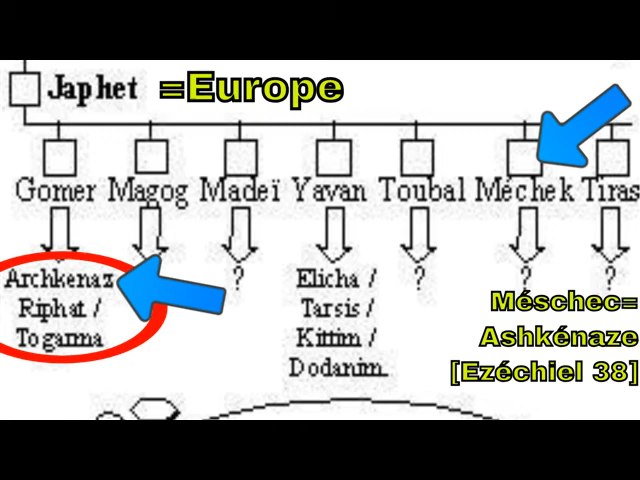 Japhet =Europe
Gomer Magog Madeï Yavan Toubal Méchek Tiras
Archkenaz ? Elicha / ? ? ?
Riphat / Tarsis /
Togarma Kittim /
Dodanim
Méschec=
Ashkénaze
[Ezéchiel 38]